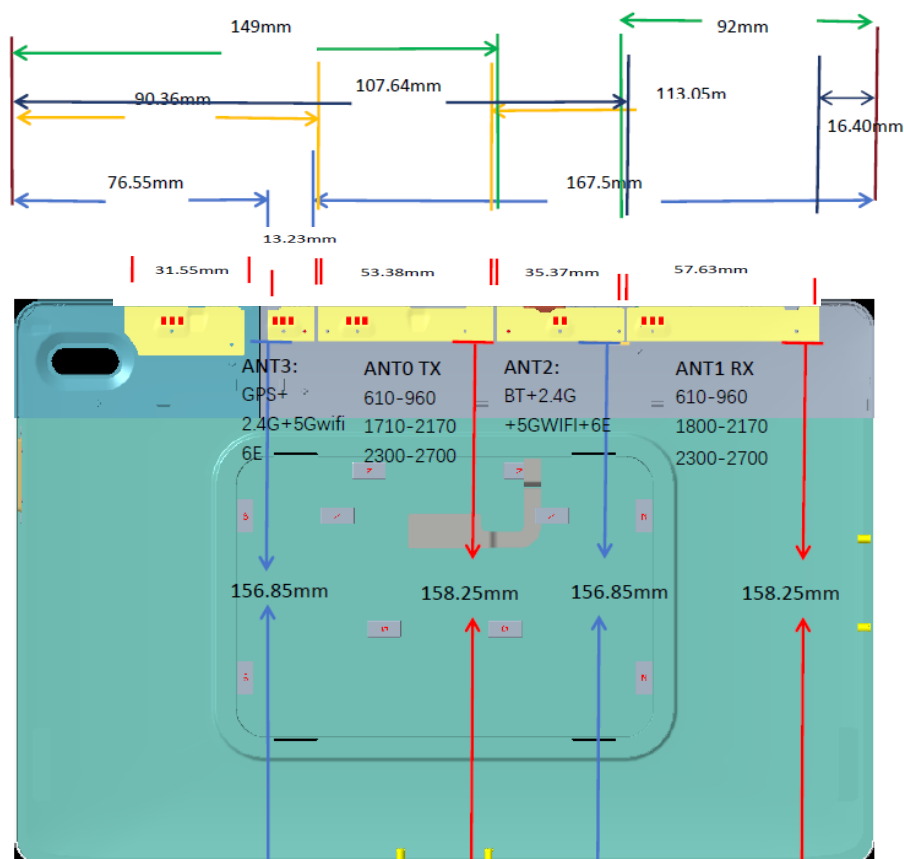 149mm
92mm
107.64mm
90.36mm
113.05m
16.40mm
76.55mm
167.5mm
13.23mm
31.55mm
53.38mm
35.37mm
57.63mm
ANT3:
GPS+
2.4G+5Gwifi
6E
ANT0 TX
610-960
1710-2170
2300-2700
ANT2:
BT+2.4G
+5GWIFI+6E
ANT1 RX
610-960
1800-2170
2300-2700
156.85mm
158.25mm
156.85mm
158.25mm